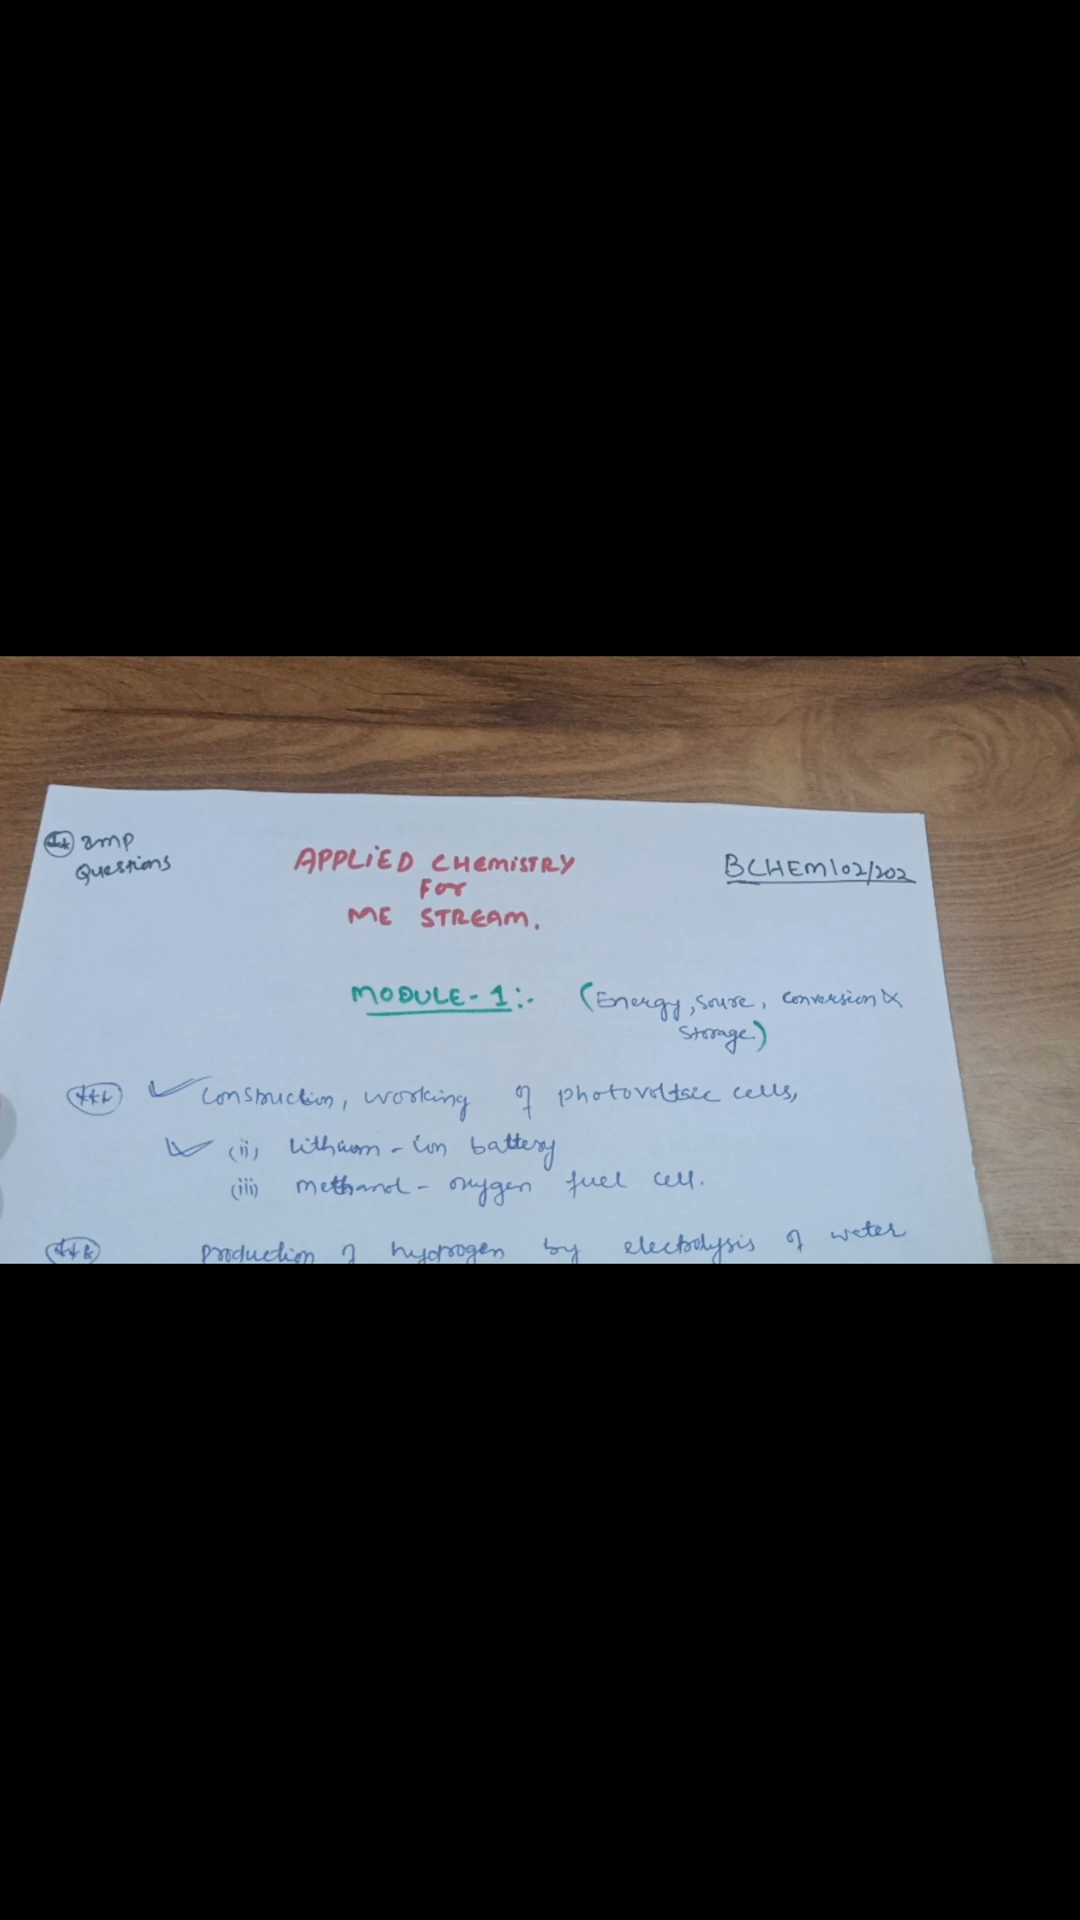 Imp
Questions
APPLIED CHEMISTRY
For
ME STREAM.
BCHEM102/202
MODULE-1:- (Energy, Sourse, Conversion &
Storage)
*** Construction, working of photovoltaic cells,
(ii) Lithium-ion battery
(iii) methanol-oxygen fuel cell.
*** production of hydrogen by electrolysis of water